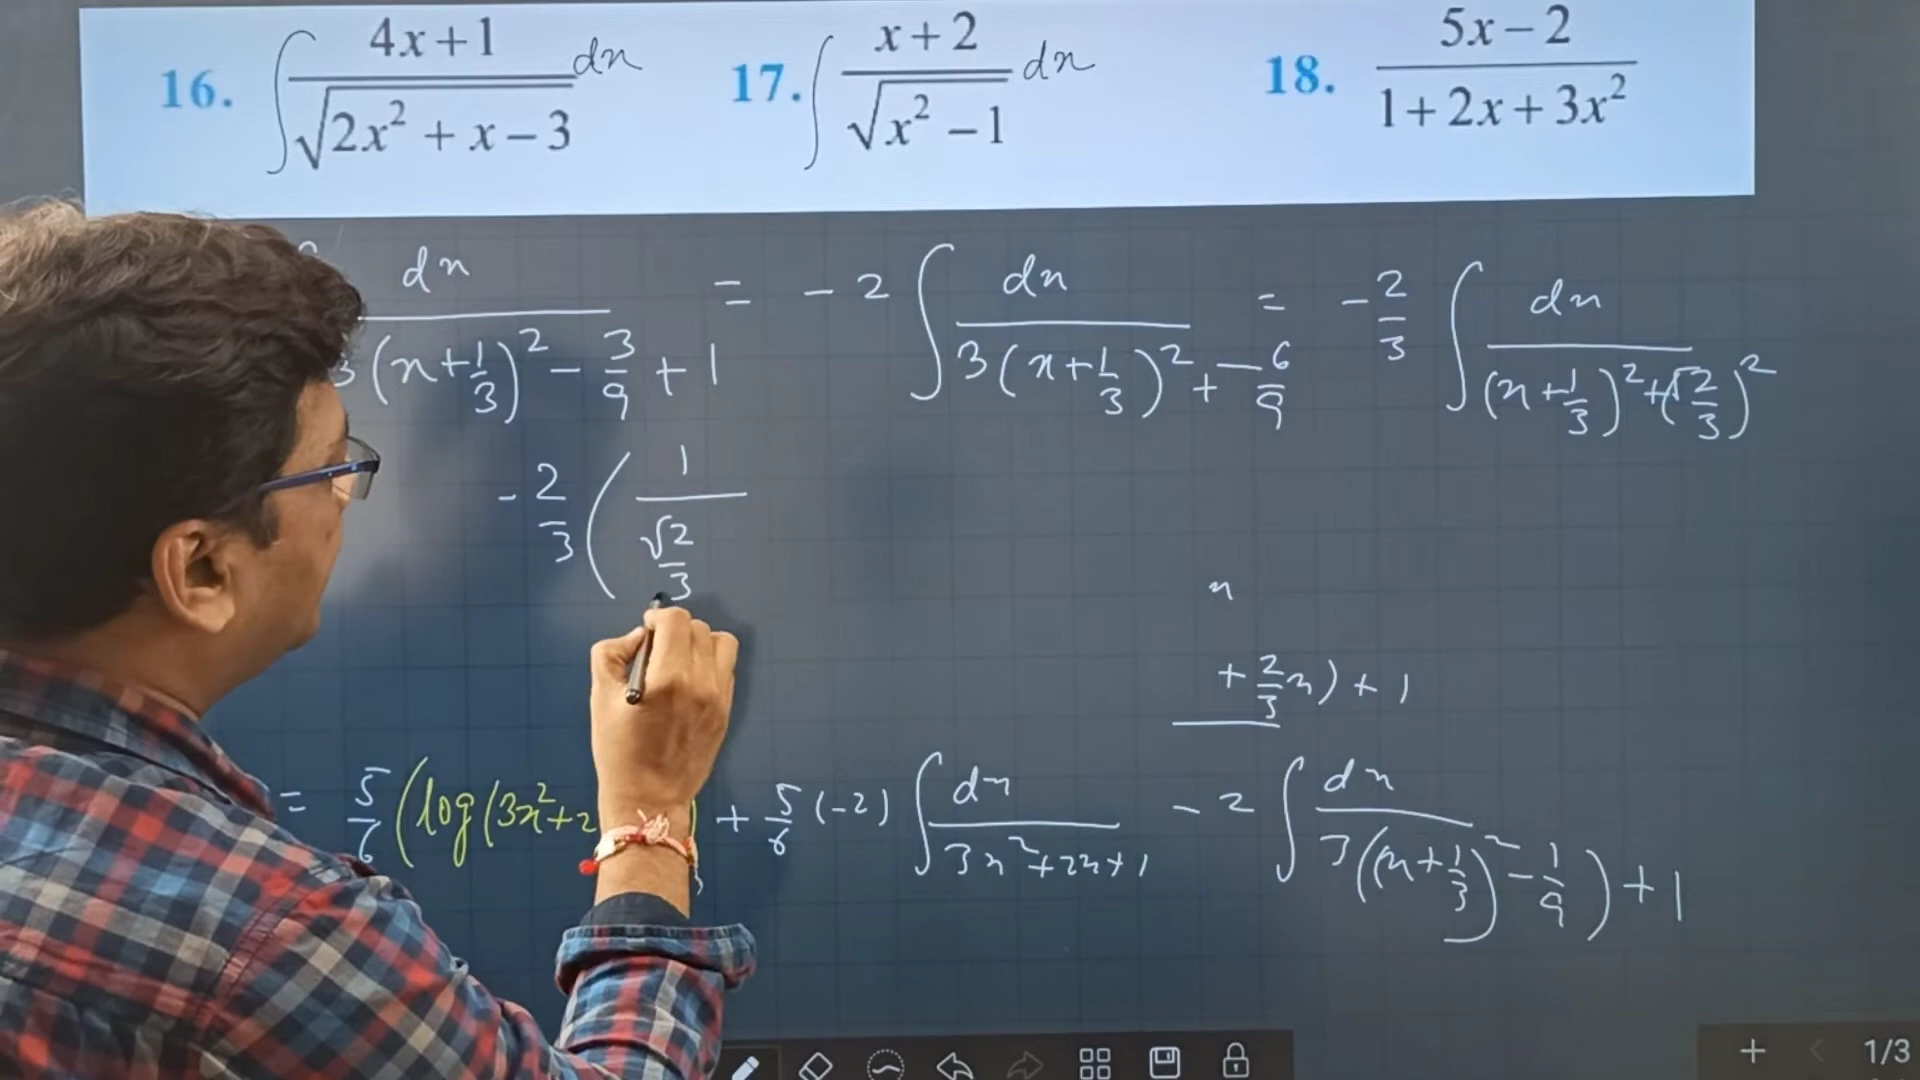 16. ∫ (4x+1)/√(2x² + x – 3) dx 17. ∫ (x+2)/√(x² – 1) dx 18. (5x – 2)/(1+2x+3x²)
dx/(3(x+1/3)² – 3/9 + 1) = – 2 ∫ dx/(3(x+1/3)² + 6/9) = – 2/3 ∫ dx/((x+1/3)² + (√2/3)²)
- 2/3 ( 1/(√2/3)
x
+ 2/3 x) + 1
= 5/6 (log(3x²+2 + 5/6 (–2) ∫ dx/(3x²+2x+1) – 2 ∫ dx/(3((x+1/3)² – 1/9) + 1)
1/3